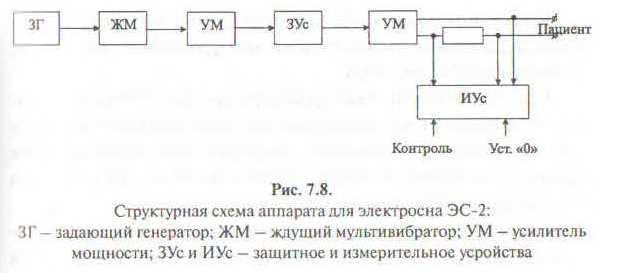 ЗГ ЖМ УМ ЗУс УМ
Пациент
ИУс
Контроль Уст. «0»
Рис. 7.8.
Структурная схема аппарата для электросна ЭС-2:
ЗГ – задающий генератор; ЖМ – ждущий мультивибратор; УМ – усилитель
мощности; ЗУс и ИУс – защитное и измерительное усройства